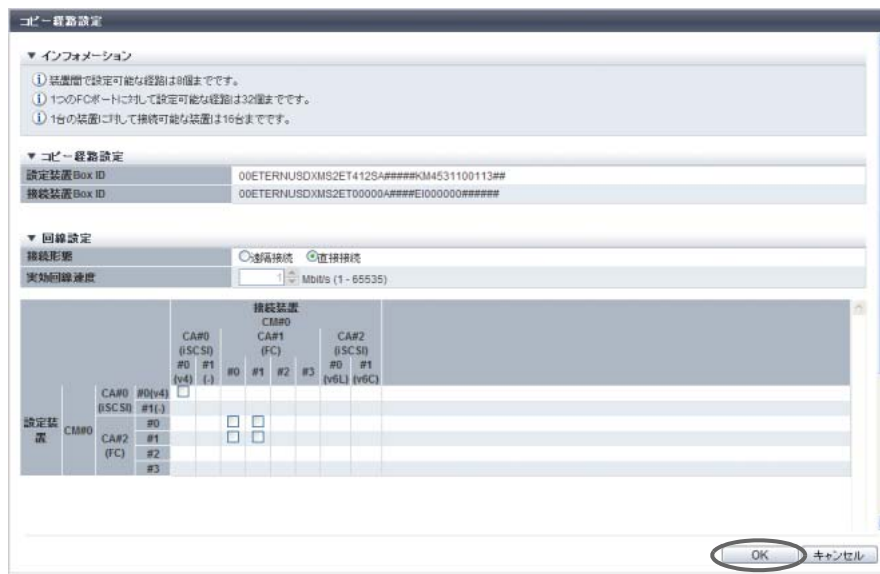 コピー経路設定
▼ インフォメーション
装置間で設定可能な経路は8個までです。
1つのFCポートに対して設定可能な経路は32個までです。
1台の装置に対して接続可能な装置は16台までです。
▼ コピー経路設定
設定装置Box ID 00ETERNUSDXMS2ET412SA#####KM4531100113##
接続装置Box ID 00ETERNUSDXMS2ET00000A####EI000000######
▼ 回線設定
接続形態 遠隔接続 直接接続
実効回線速度 1 Mbit/s (1 - 65535)
接続装置
CM#0
CA#0 CA#1 CA#2
(iSCSI) (FC) (iSCSI)
#0 #1 #0 #1 #2 #3 #0 #1
(v4) (-) (v6L) (v6C)
設定装置 CM#0 CA#0 (iSCSI) #0(v4)
#1(-)
CA#2 (FC) #0
#1
#2
#3
OK キャンセル